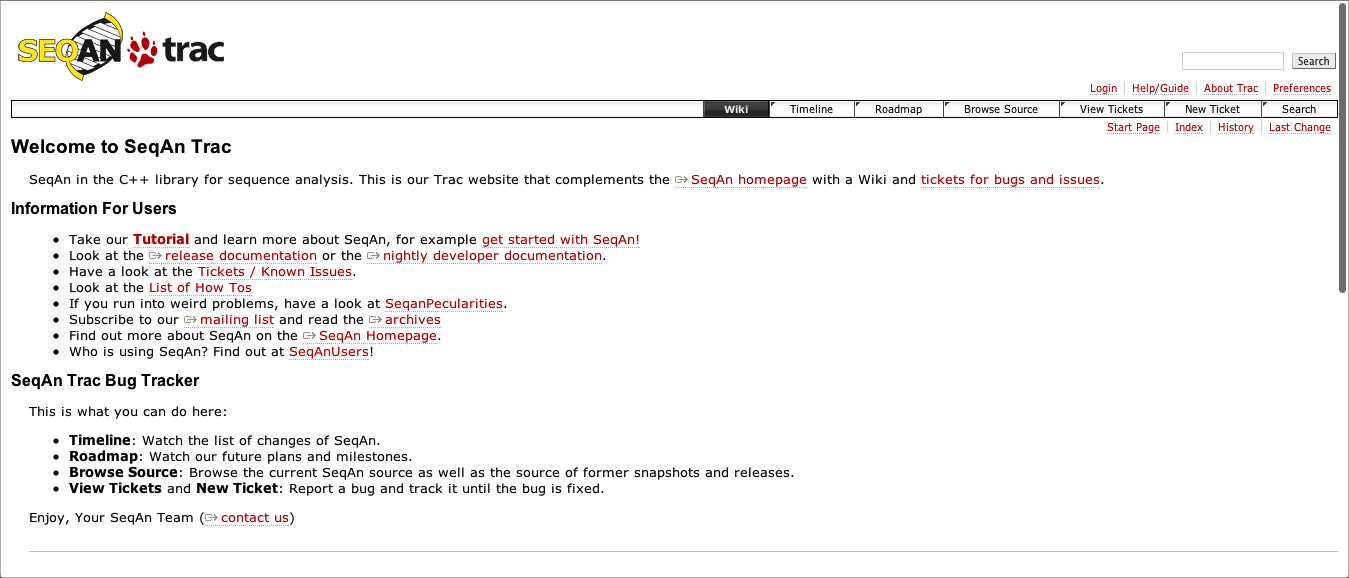 SEQAN trac
Search
Login Help/Guide About Trac Preferences
Wiki Timeline Roadmap Browse Source View Tickets New Ticket Search
Start Page Index History Last Change
Welcome to SeqAn Trac
SeqAn in the C++ library for sequence analysis. This is our Trac website that complements the SeqAn homepage with a Wiki and tickets for bugs and issues.
Information For Users
• Take our Tutorial and learn more about SeqAn, for example get started with SeqAn!
• Look at the release documentation or the nightly developer documentation.
• Have a look at the Tickets / Known Issues.
• Look at the List of How Tos
• If you run into weird problems, have a look at SeqanPecularities.
• Subscribe to our mailing list and read the archives
• Find out more about SeqAn on the SeqAn Homepage.
• Who is using SeqAn? Find out at SeqAnUsers!
SeqAn Trac Bug Tracker
This is what you can do here:
• Timeline: Watch the list of changes of SeqAn.
• Roadmap: Watch our future plans and milestones.
• Browse Source: Browse the current SeqAn source as well as the source of former snapshots and releases.
• View Tickets and New Ticket: Report a bug and track it until the bug is fixed.
Enjoy, Your SeqAn Team (contact us)